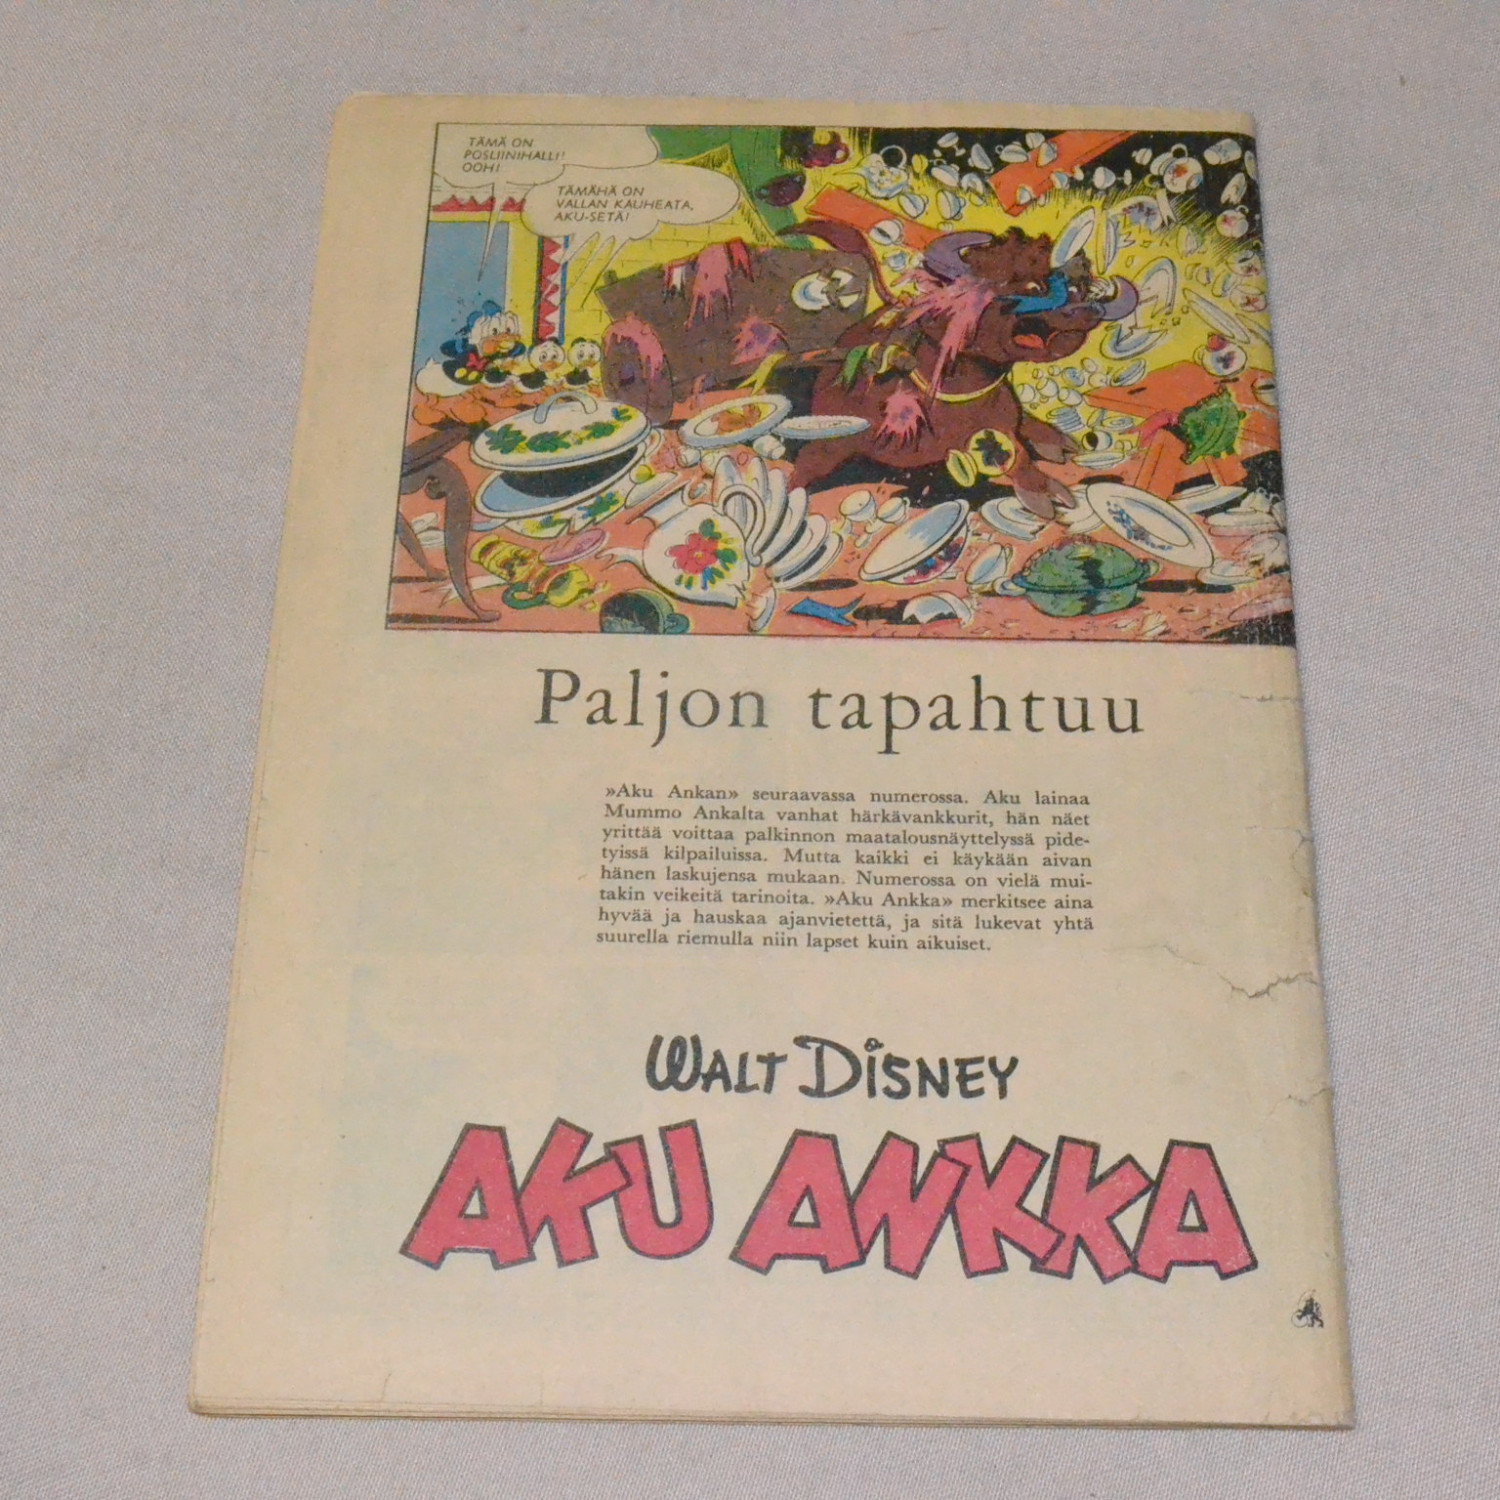 TÄMÄ ON
POSLIINIHALLI!
OOH!
TÄMÄHÄ ON
VALLAN KAUHEATA,
AKU-SETÄ!
Paljon tapahtuu
»Aku Ankan» seuraavassa numerossa. Aku lainaa
Mummo Ankalta vanhat härkävankkurit, hän näet
yrittää voittaa palkinnon maatalousnäyttelyssä pide-
tyissä kilpailuissa. Mutta kaikki ei käykään aivan
hänen laskujensa mukaan. Numerossa on vielä mui-
takin veikeitä tarinoita. »Aku Ankka» merkitsee aina
hyvää ja hauskaa ajanvietettä, ja sitä lukevat yhtä
suurella riemulla niin lapset kuin aikuiset.
WALT DISNEY
AKU ANKKA